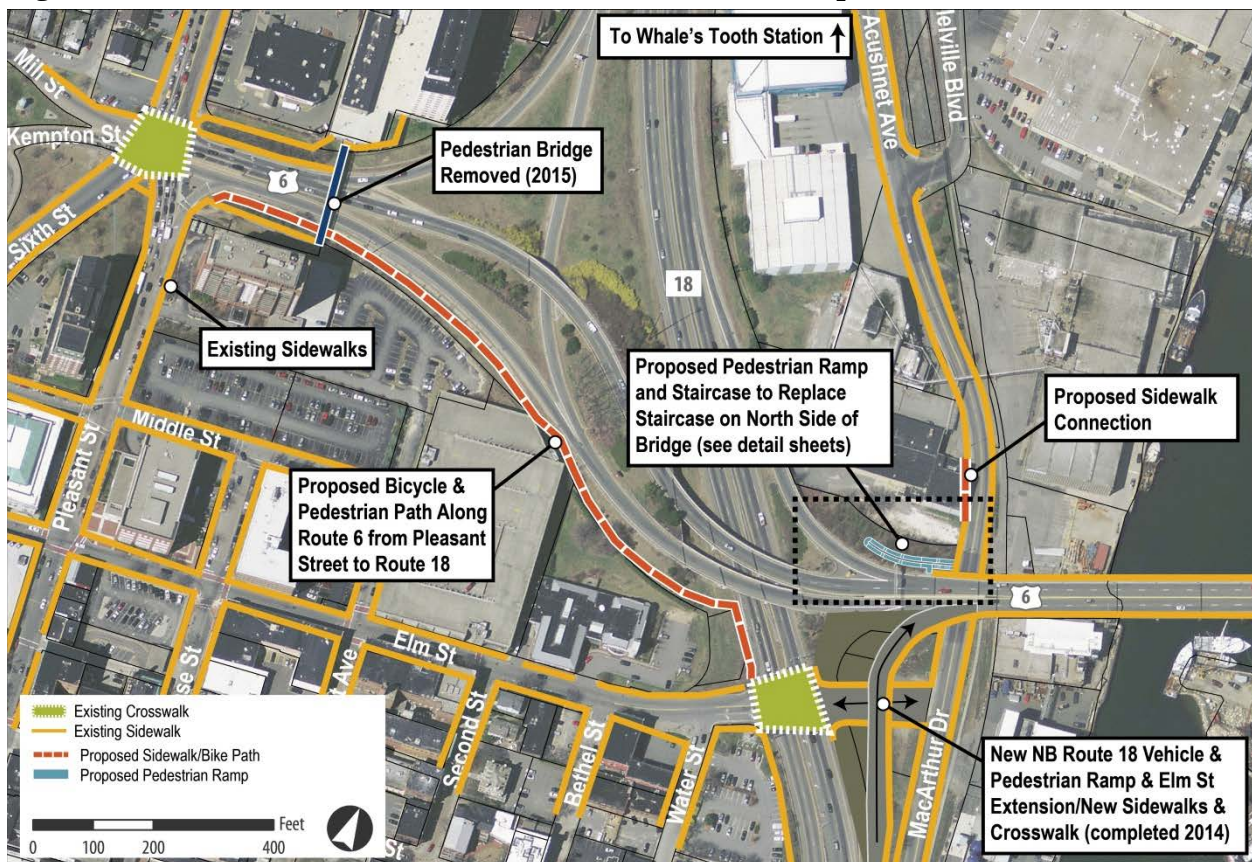 To Whale's Tooth Station
Acushnet Ave
Mill St
Kempton St
6
Pedestrian Bridge
Removed (2015)
Sixth St
18
Existing Sidewalks
Proposed Pedestrian Ramp
and Staircase to Replace
Staircase on North Side of
Bridge (see detail sheets)
Proposed Sidewalk
Connection
Middle St
Pleasant St
Proposed Bicycle &
Pedestrian Path Along
Route 6 from Pleasant
Street to Route 18
6
Elm St
Second St
Bethel St
Water St
MacArthur Dr
New NB Route 18 Vehicle &
Pedestrian Ramp & Elm St
Extension/New Sidewalks &
Crosswalk (completed 2014)
Existing Crosswalk
Existing Sidewalk
Proposed Sidewalk/Bike Path
Proposed Pedestrian Ramp
0 100 200 400 Feet